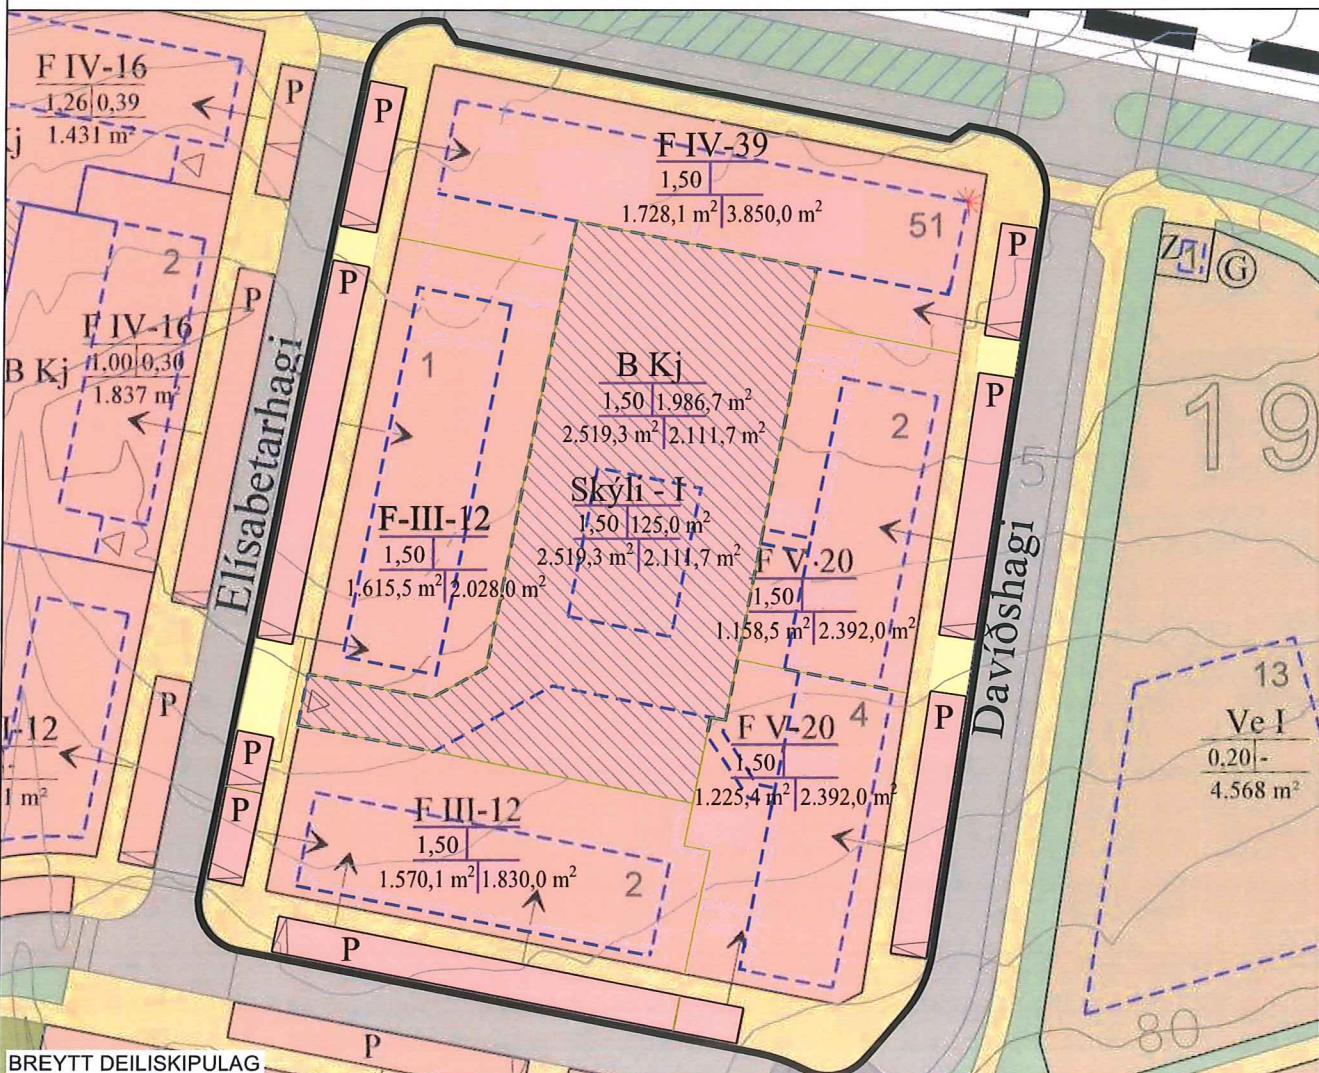 F IV-16
1,26 0,39
1.431 m²
P
P
F IV-39
1,50
1.728,1 m² 3.850,0 m²
51
P
Z 1 G
2
P
P
F IV-16
B Kj 1,00 0,30
1.837 m²
1
B Kj
1,50 1.986,7 m²
2.519,3 m² 2.111,7 m²
P
2
19
5
Elísabetarhagi
Skýli - I
1,50 125,0 m²
2.519,3 m² 2.111,7 m²
F-III-12
1,50
1.615,5 m² 2.028,0 m²
F V-20
1,50
1.158,5 m² 2.392,0 m²
Davíðshagi
P
P
4
F V-20
1,50
1.225,4 m² 2.392,0 m²
13
Ve I
0,20 -
4.568 m²
I-12
1 m²
P
P
F III-12
1,50
1.570,1 m² 1.830,0 m²
2
P
P
80
BREYTT DEILISKIPULAG